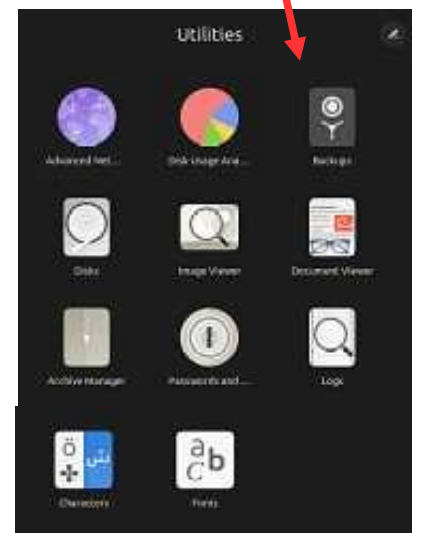 Utilities
Advanced Net... Disk Usage Ana... Backups
Disks Image Viewer Document Viewer
Archive Manager Passwords and ... Logs
ö نش
Characters
a b C
Fonts